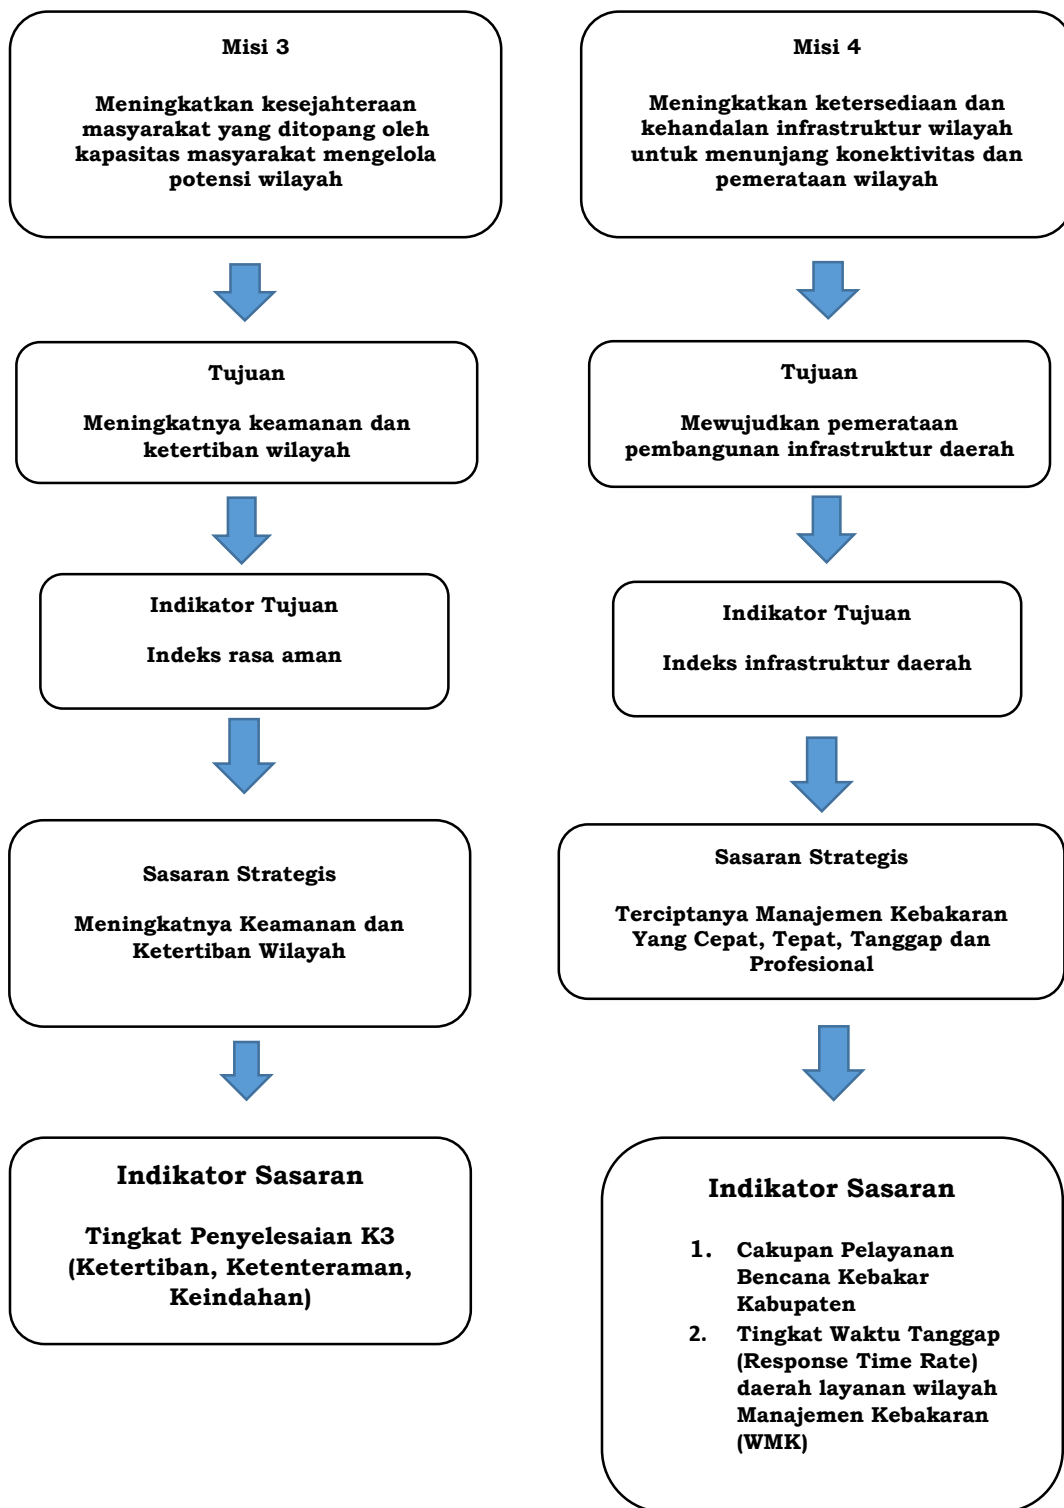 Misi 3
Meningkatkan kesejahteraan
masyarakat yang ditopang oleh
kapasitas masyarakat mengelola
potensi wilayah
Tujuan
Meningkatnya keamanan dan
ketertiban wilayah
Indikator Tujuan
Indeks rasa aman
Sasaran Strategis
Meningkatnya Keamanan dan
Ketertiban Wilayah
Indikator Sasaran
Tingkat Penyelesaian K3
(Ketertiban, Ketenteraman,
Keindahan)
Misi 4
Meningkatkan ketersediaan dan
kehandalan infrastruktur wilayah
untuk menunjang konektivitas dan
pemerataan wilayah
Tujuan
Mewujudkan pemerataan
pembangunan infrastruktur daerah
Indikator Tujuan
Indeks infrastruktur daerah
Sasaran Strategis
Terciptanya Manajemen Kebakaran
Yang Cepat, Tepat, Tanggap dan
Profesional
Indikator Sasaran
1. Cakupan Pelayanan
Bencana Kebakar
Kabupaten
2. Tingkat Waktu Tanggap
(Response Time Rate)
daerah layanan wilayah
Manajemen Kebakaran
(WMK)